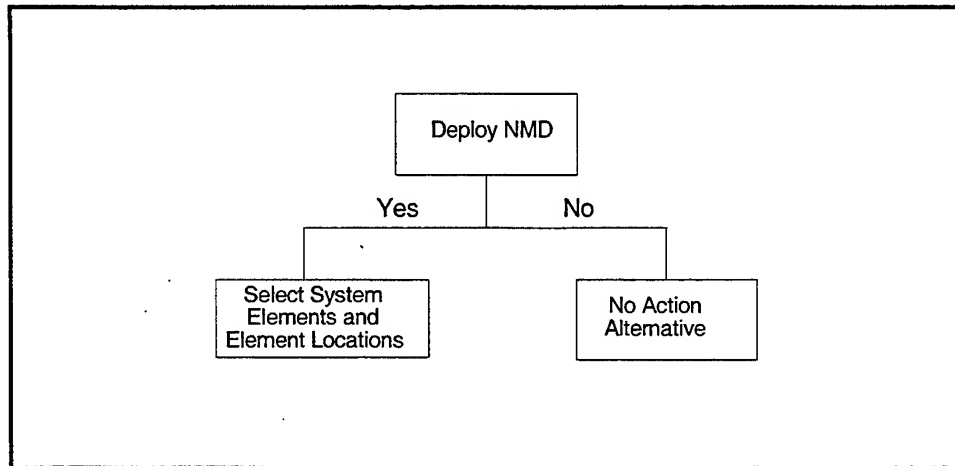 Deploy NMD
Yes
No
Select System
Elements and
Element Locations
No Action
Alternative